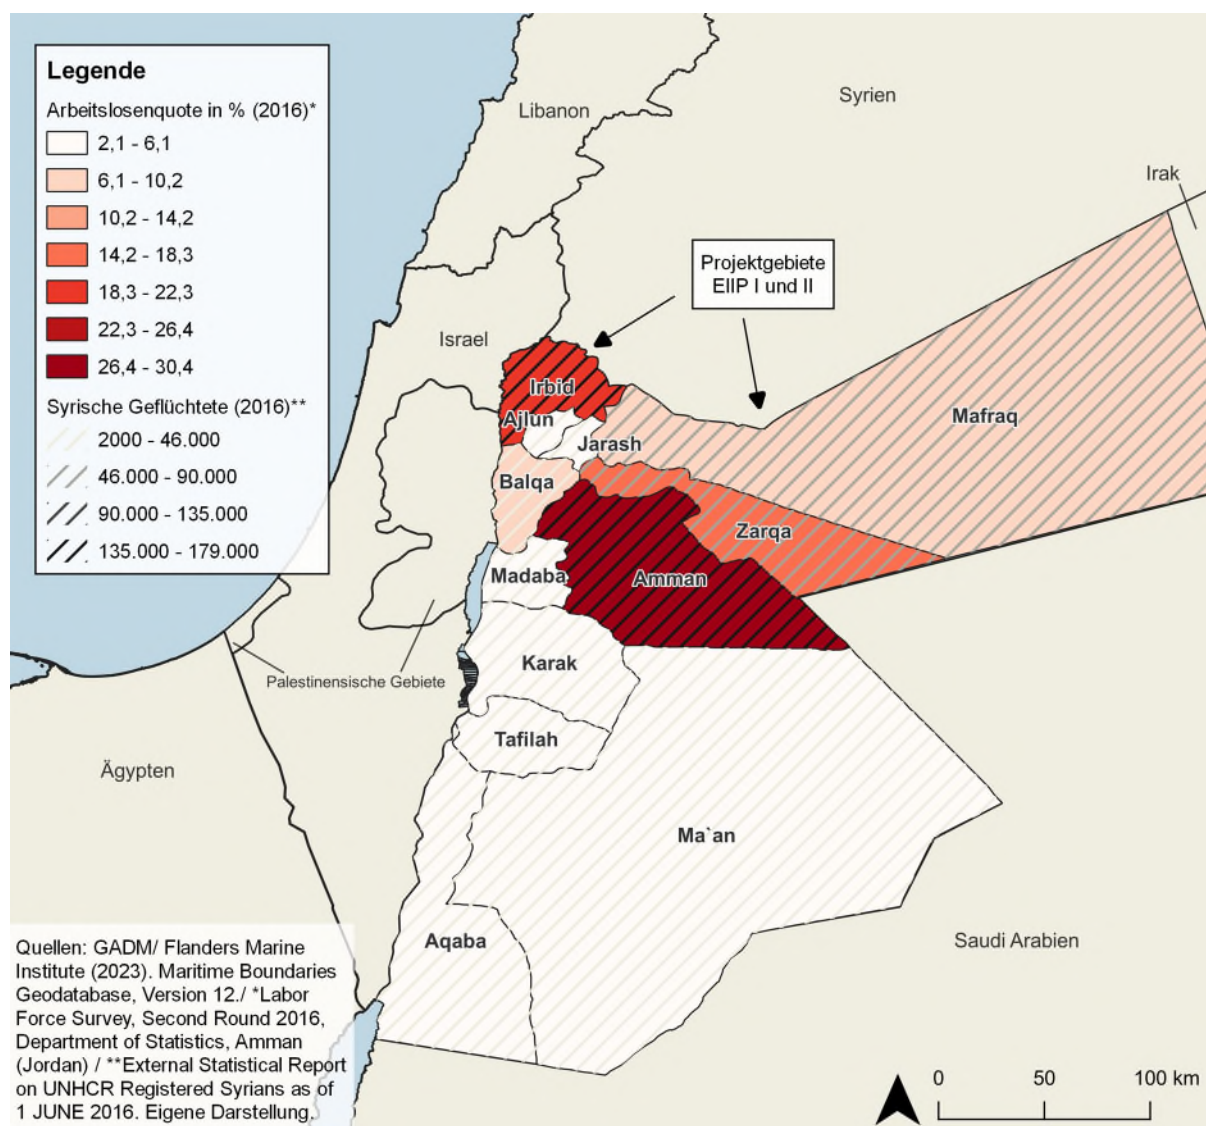 Legende
Arbeitslosenquote in % (2016)*
2,1 - 6,1
6,1 - 10,2
10,2 - 14,2
14,2 - 18,3
18,3 - 22,3
22,3 - 26,4
26,4 - 30,4
Syrische Geflüchtete (2016)**
2000 - 46.000
46.000 - 90.000
90.000 - 135.000
135.000 - 179.000
Libanon
Syrien
Irak
Projektgebiete
EIIP I und II
Israel
Irbid
Ajlun
Jarash
Mafraq
Balqa
Zarqa
Madaba
Amman
Karak
Palestinensische Gebiete
Tafilah
Ägypten
Ma`an
Aqaba
Saudi Arabien
Quellen: GADM/ Flanders Marine
Institute (2023). Maritime Boundaries
Geodatabase, Version 12./ *Labor
Force Survey, Second Round 2016,
Department of Statistics, Amman
(Jordan) / **External Statistical Report
on UNHCR Registered Syrians as of
1 JUNE 2016. Eigene Darstellung.
0 50 100 km